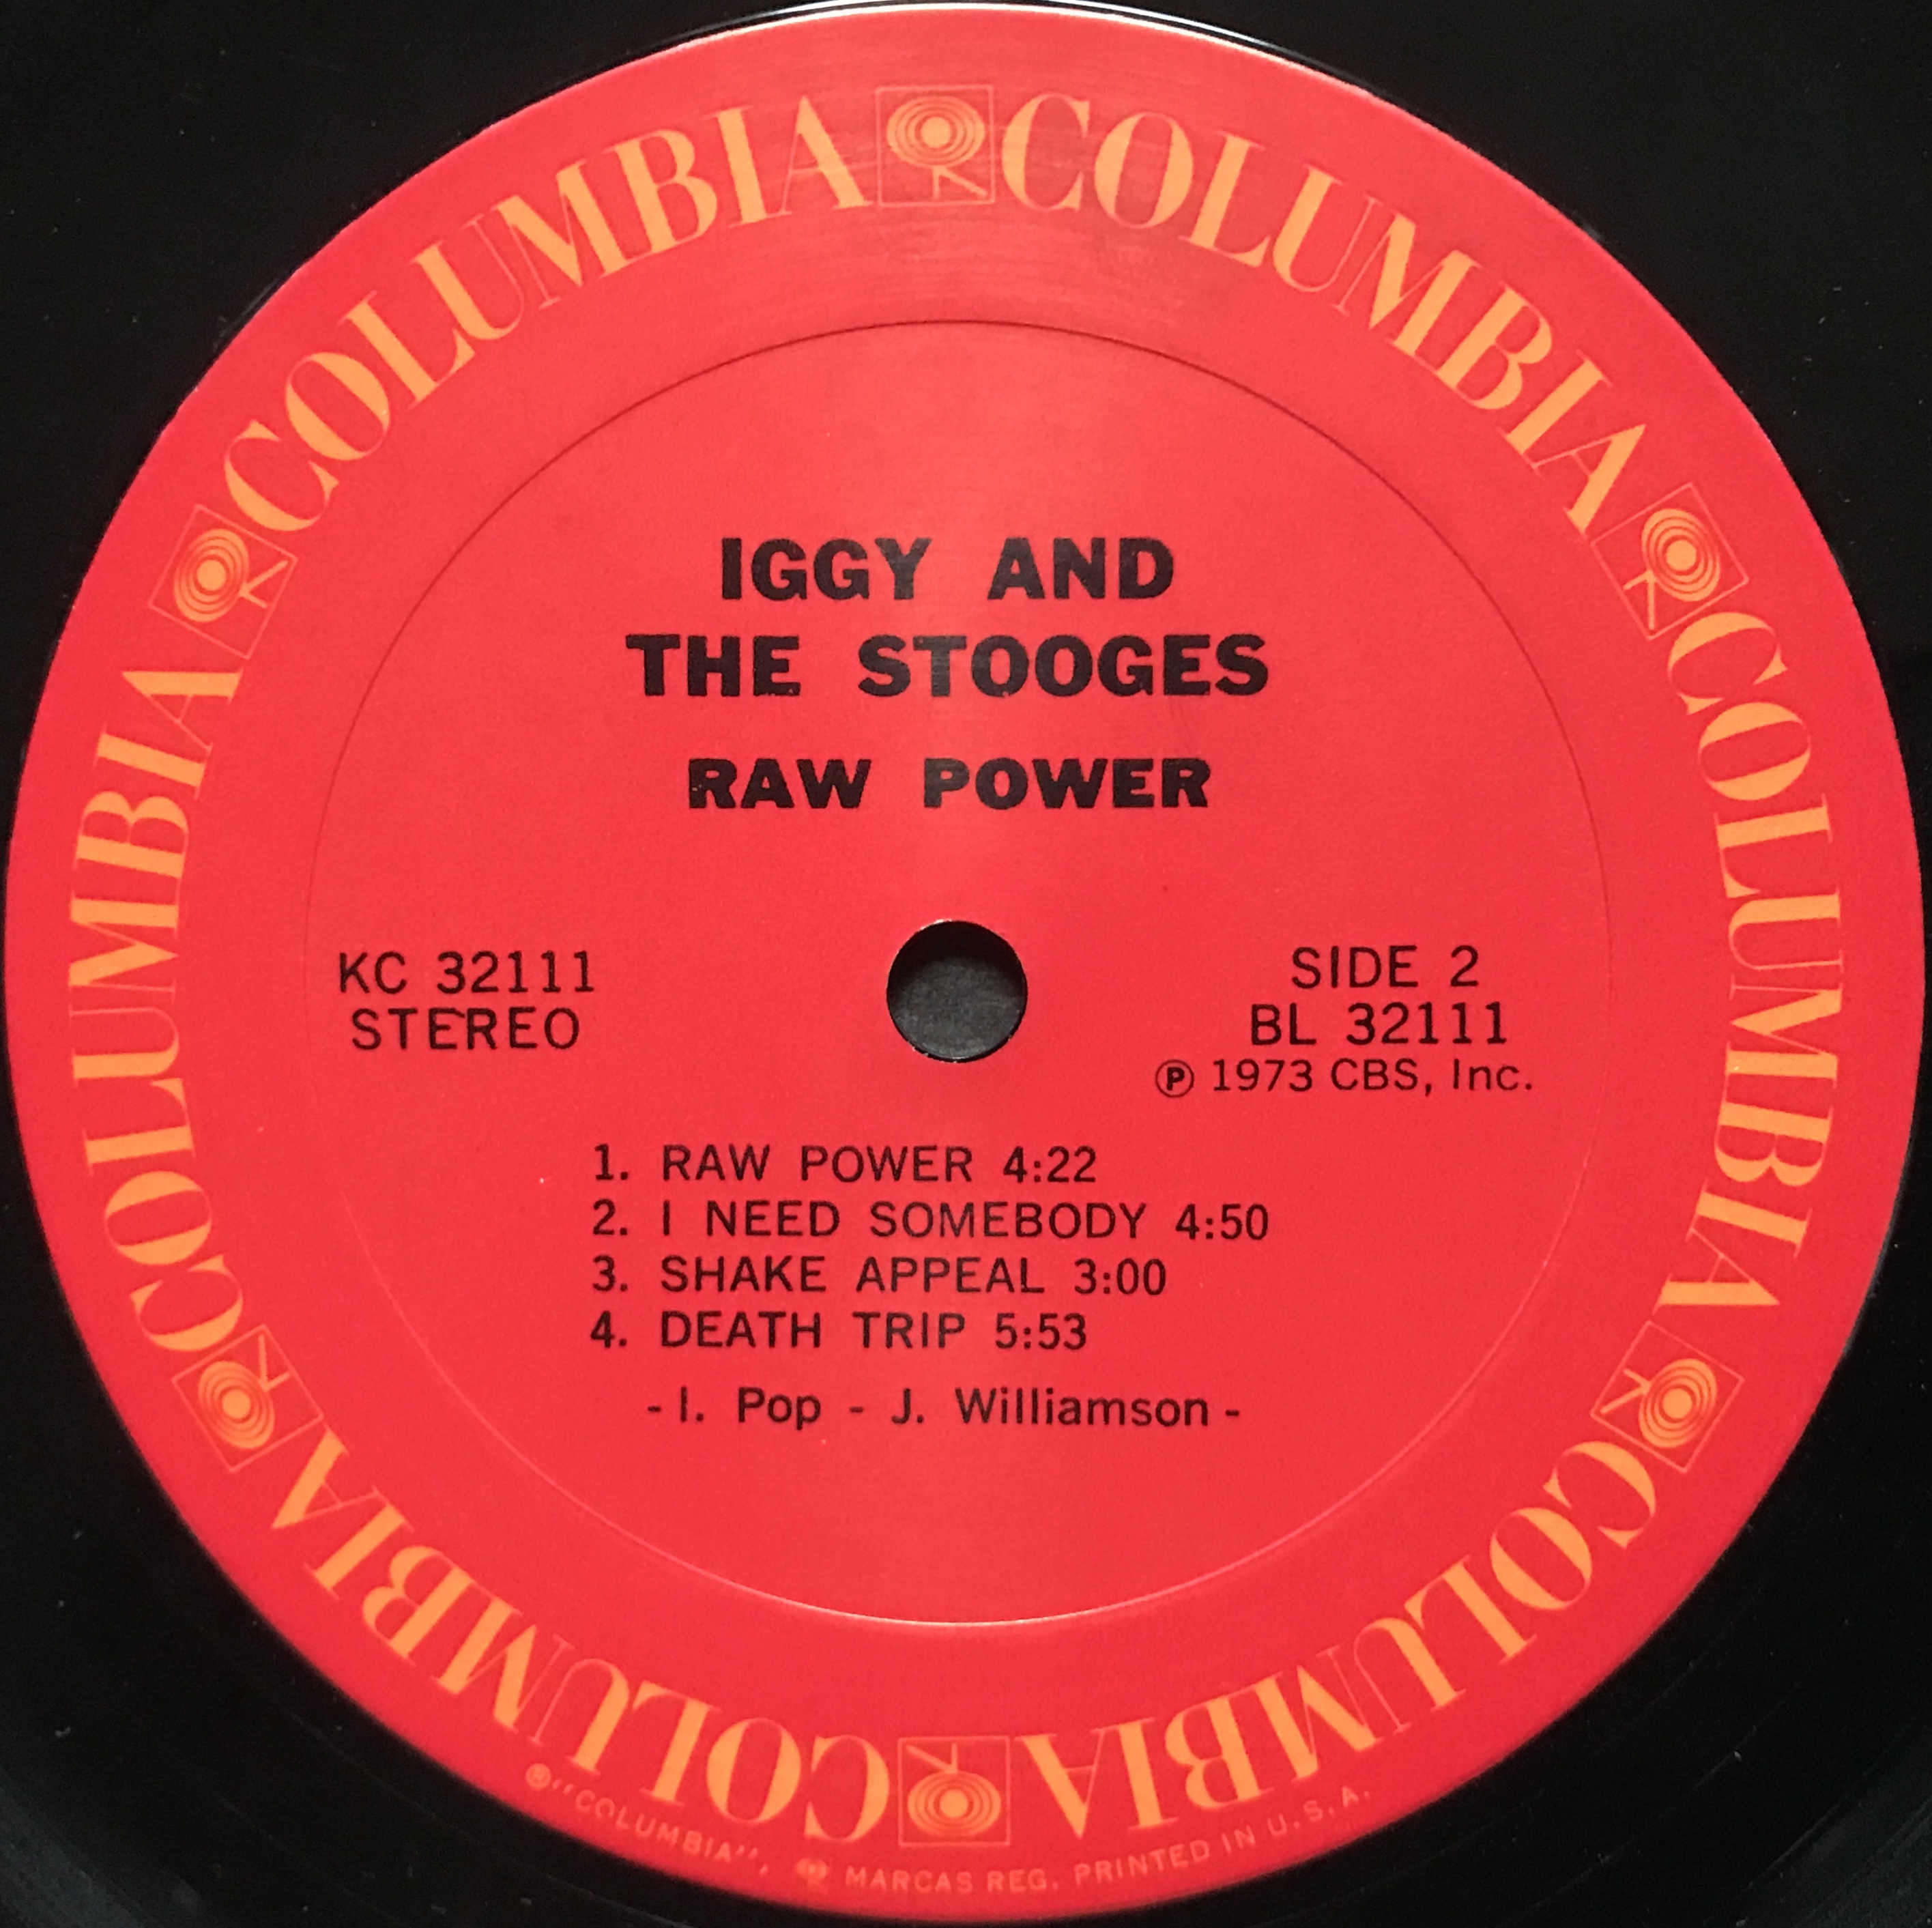 COLUMBIA COLUMBIA COLUMBIA COLUMBIA COLUMBIA COLUMBIA
IGGY AND
THE STOOGES
RAW POWER
KC 32111
STEREO
SIDE 2
BL 32111
Ⓟ 1973 CBS, Inc.
1. RAW POWER 4:22
2. I NEED SOMEBODY 4:50
3. SHAKE APPEAL 3:00
4. DEATH TRIP 5:53
- I. Pop - J. Williamson -
®"COLUMBIA", MARCAS REG. PRINTED IN U.S.A.